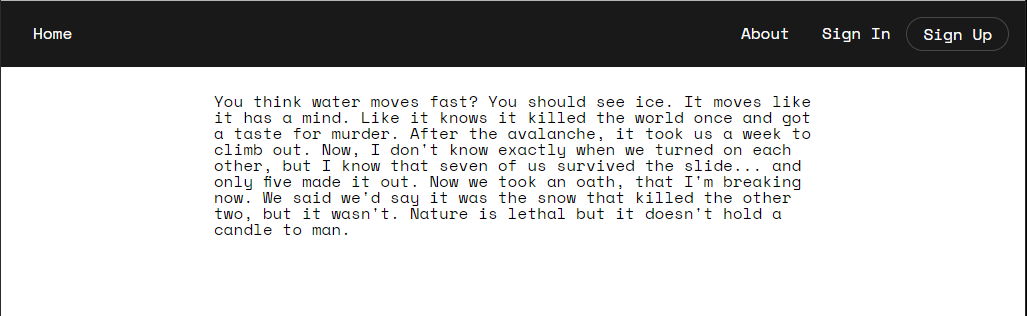 Home About Sign In Sign Up
You think water moves fast? You should see ice. It moves like
it has a mind. Like it knows it killed the world once and got
a taste for murder. After the avalanche, it took us a week to
climb out. Now, I don't know exactly when we turned on each
other, but I know that seven of us survived the slide... and
only five made it out. Now we took an oath, that I'm breaking
now. We said we'd say it was the snow that killed the other
two, but it wasn't. Nature is lethal but it doesn't hold a
candle to man.